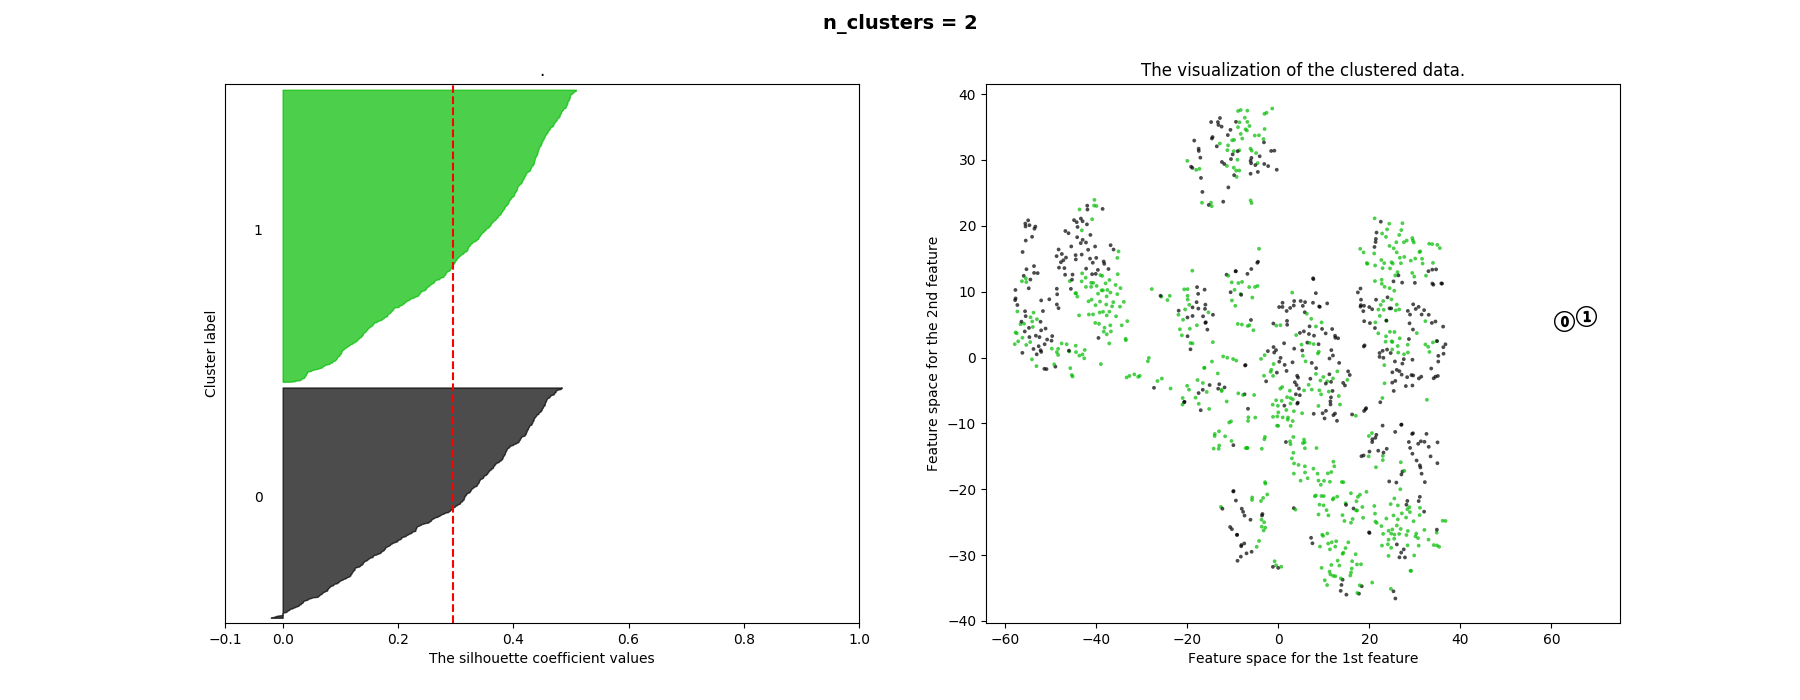 n_clusters = 2
.
Cluster label
1
0
−0.1 0.0 0.2 0.4 0.6 0.8 1.0
The silhouette coefficient values
The visualization of the clustered data.
Feature space for the 2nd feature
40
30
20
10
0
−10
−20
−30
−40
0 1
−60 −40 −20 0 20 40 60
Feature space for the 1st feature